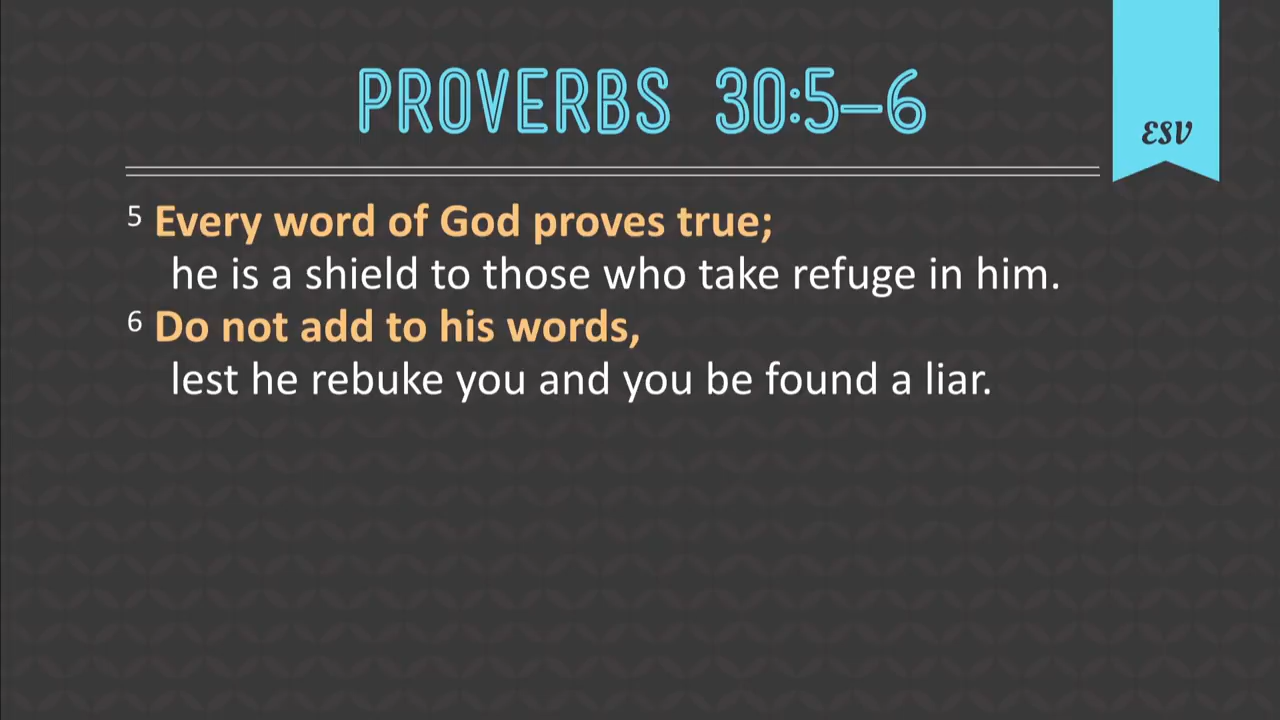 PROVERBS 30:5–6
ESV
5 Every word of God proves true;
he is a shield to those who take refuge in him.
6 Do not add to his words,
lest he rebuke you and you be found a liar.